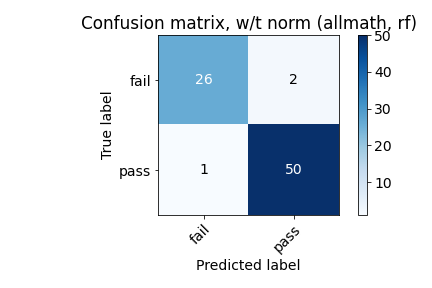 Confusion matrix, w/t norm (allmath, rf)
50
fail 26 2
40
True label
30
pass 1 50
20
10
fail
pass
Predicted label